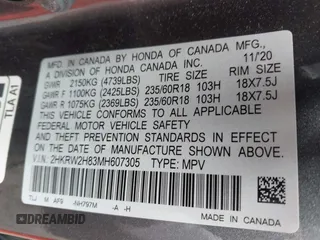 MFD. IN CANADA BY HONDA OF CANADA MFG.,
A DIVISION OF HONDA CANADA INC. 11/20
GVWR 2150KG (4739LBS) TIRE SIZE RIM
GAWR F 1100KG (2425LBS) 235/60R18 103H 18X7.5J
GAWR R 1075KG (2369LBS) 235/60R18 103H 18X7.5J
THIS VEHICLE CONFORMS TO ALL APPLICABLE
FEDERAL MOTOR VEHICLE SAFETY AND
THEFT PREVENTION STANDARDS IN EFFECT ON
THE DATE OF MANUFACTURE SHOWN ABOVE.
V.I.N: 2HKRW2H83MH607305 TYPE: MPV
NH797M -A -H
MADE IN CANADA
TLA A1